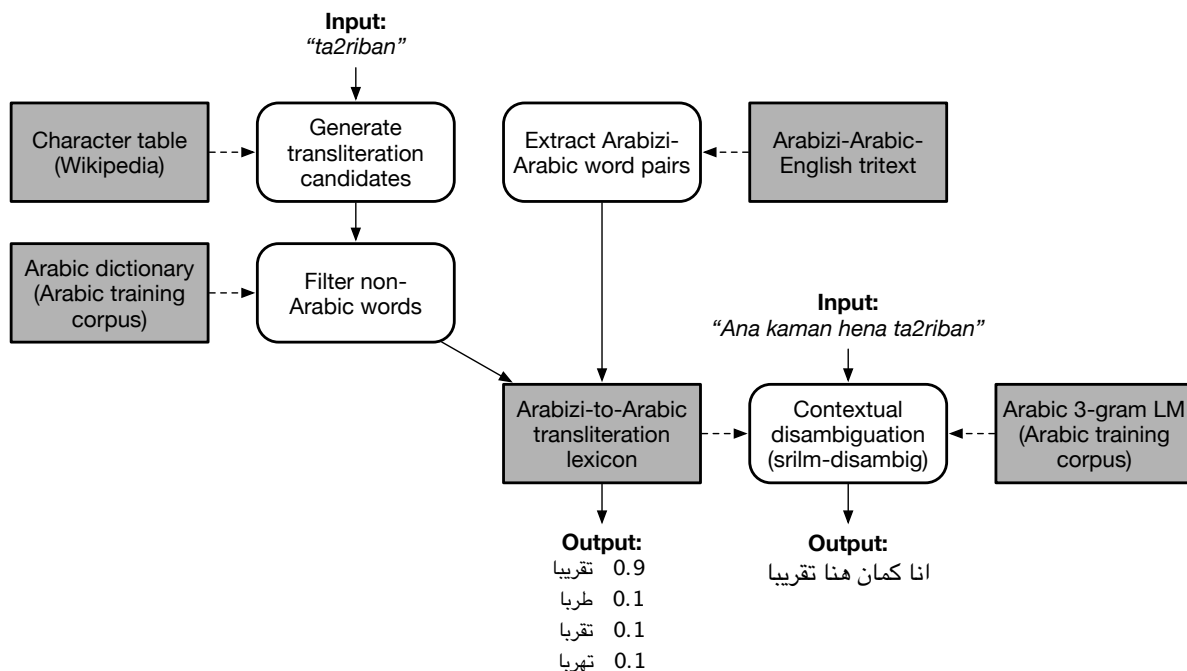 Input:
“ta2riban”
Character table
(Wikipedia)
Generate
transliteration
candidates
Extract Arabizi-
Arabic word pairs
Arabizi-Arabic-
English tritext
Arabic dictionary
(Arabic training
corpus)
Filter non-
Arabic words
Input:
“Ana kaman hena ta2riban”
Arabizi-to-Arabic
transliteration
lexicon
Contextual
disambiguation
(srilm-disambig)
Arabic 3-gram LM
(Arabic training
corpus)
Output:
تقريبا 0.9
طربا 0.1
تقربا 0.1
تهربا 0.1
Output:
انا كمان هنا تقريبا